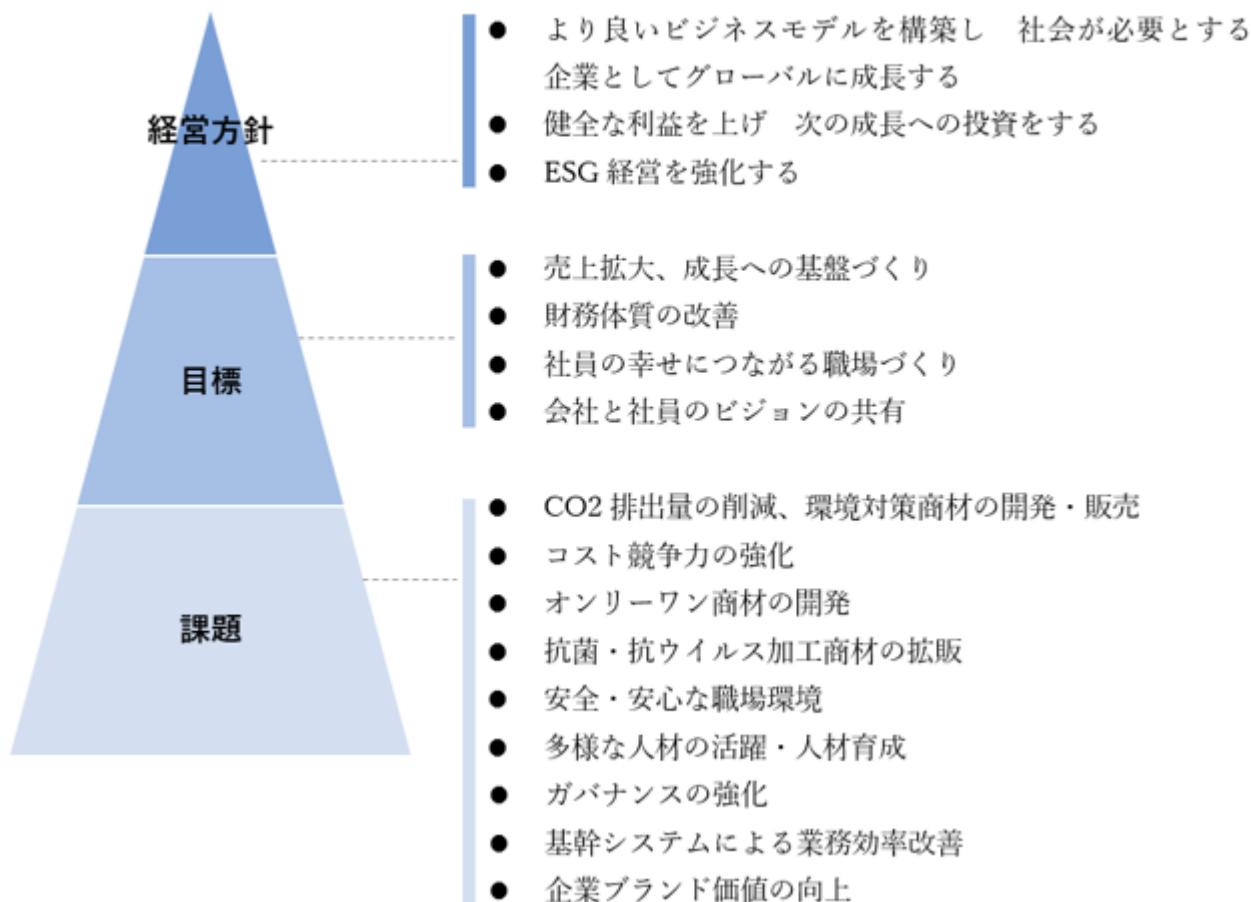 経営方針
● より良いビジネスモデルを構築し　社会が必要とする
企業としてグローバルに成長する
● 健全な利益を上げ　次の成長への投資をする
● ESG 経営を強化する
目標
● 売上拡大、成長への基盤づくり
● 財務体質の改善
● 社員の幸せにつながる職場づくり
● 会社と社員のビジョンの共有
課題
● CO2 排出量の削減、環境対策商材の開発・販売
● コスト競争力の強化
● オンリーワン商材の開発
● 抗菌・抗ウイルス加工商材の拡販
● 安全・安心な職場環境
● 多様な人材の活躍・人材育成
● ガバナンスの強化
● 基幹システムによる業務効率改善
● 企業ブランド価値の向上